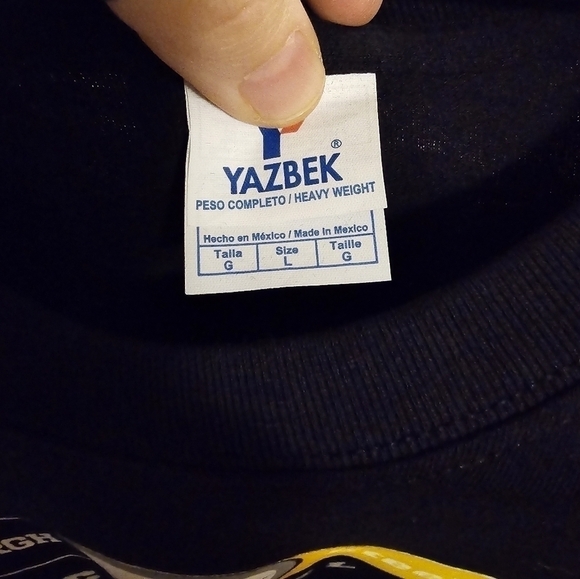 YAZBEK ®
PESO COMPLETO / HEAVY WEIGHT
Hecho en México / Made in Mexico
Talla Size Taille
G L G